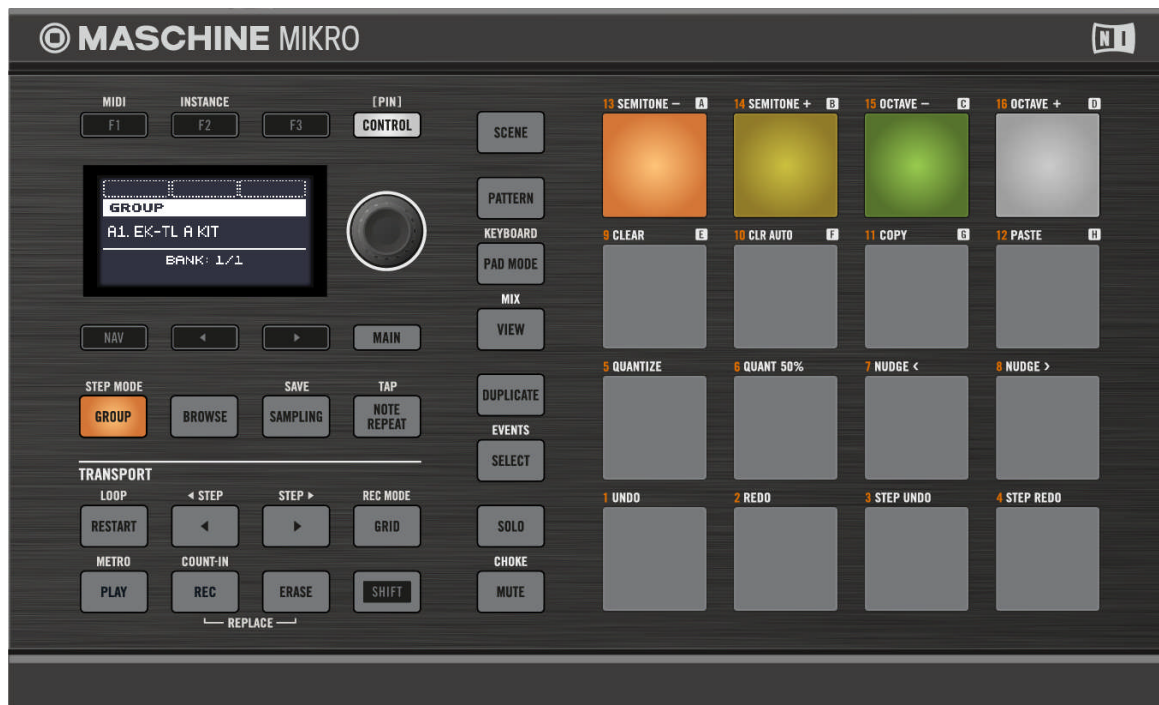 MASCHINE MIKRO
NI
MIDI INSTANCE [PIN]
F1 F2 F3 CONTROL
GROUP
A1. EK-TL A KIT
BANK: 1/1
NAV ◄ ► MAIN
STEP MODE SAVE TAP
GROUP BROWSE SAMPLING NOTE REPEAT
TRANSPORT
LOOP ◄ STEP STEP ► REC MODE
RESTART ◄ ► GRID
METRO COUNT-IN
PLAY REC ERASE SHIFT
REPLACE
SCENE
PATTERN
KEYBOARD
PAD MODE
MIX
VIEW
DUPLICATE
EVENTS
SELECT
SOLO
CHOKE
MUTE
13 SEMITONE – A 14 SEMITONE + B 15 OCTAVE – C 16 OCTAVE + D
9 CLEAR E 10 CLR AUTO F 11 COPY G 12 PASTE H
5 QUANTIZE 6 QUANT 50% 7 NUDGE < 8 NUDGE >
1 UNDO 2 REDO 3 STEP UNDO 4 STEP REDO